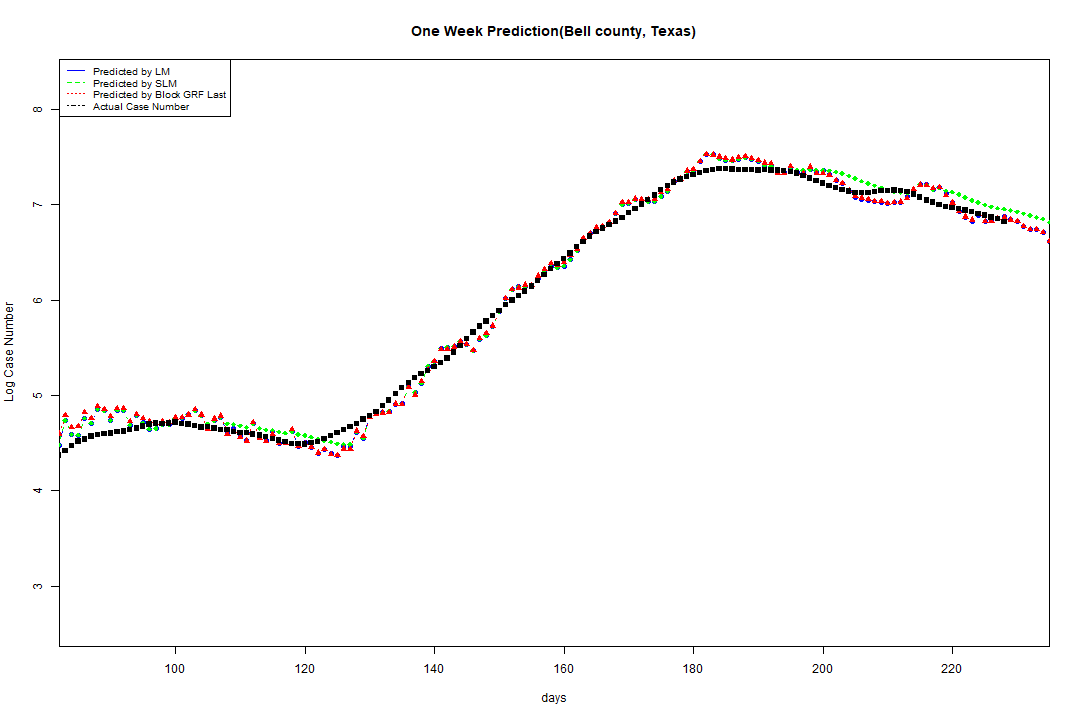 One Week Prediction(Bell county, Texas)
Predicted by LM
Predicted by SLM
Predicted by Block GRF Last
Actual Case Number
8
7
6
5
4
3
Log Case Number
100 120 140 160 180 200 220
days